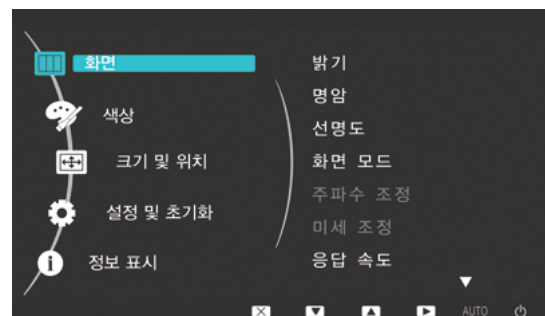 화면
색상
크기 및 위치
설정 및 초기화
정보 표시
밝기
명암
선명도
화면 모드
주파수 조정
미세 조정
응답 속도
AUTO